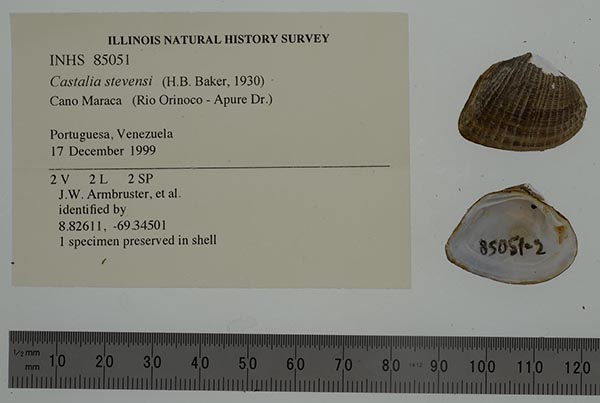 ILLINOIS NATURAL HISTORY SURVEY
INHS 85051
Castalia stevensi (H.B. Baker, 1930)
Cano Maraca (Rio Orinoco - Apure Dr.)
Portuguesa, Venezuela
17 December 1999
2 V 2 L 2 SP
J.W. Armbruster, et al.
identified by
8.82611, -69.34501
1 specimen preserved in shell
85051-2
1/2 mm
mm 10 20 30 40 50 60 70 80 90 100 110 120